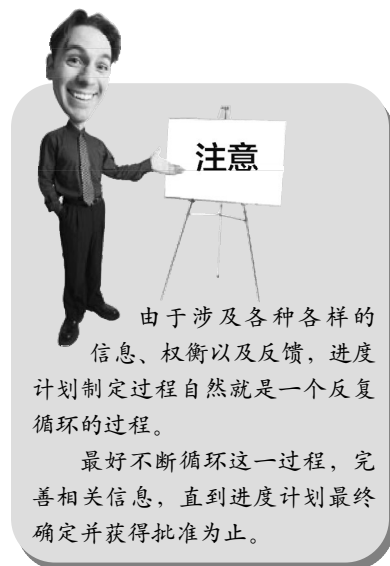 注意
由于涉及各种各样的
信息、权衡以及反馈，进度
计划制定过程自然就是一个反复
循环的过程。
最好不断循环这一过程，完
善相关信息，直到进度计划最终
确定并获得批准为止。